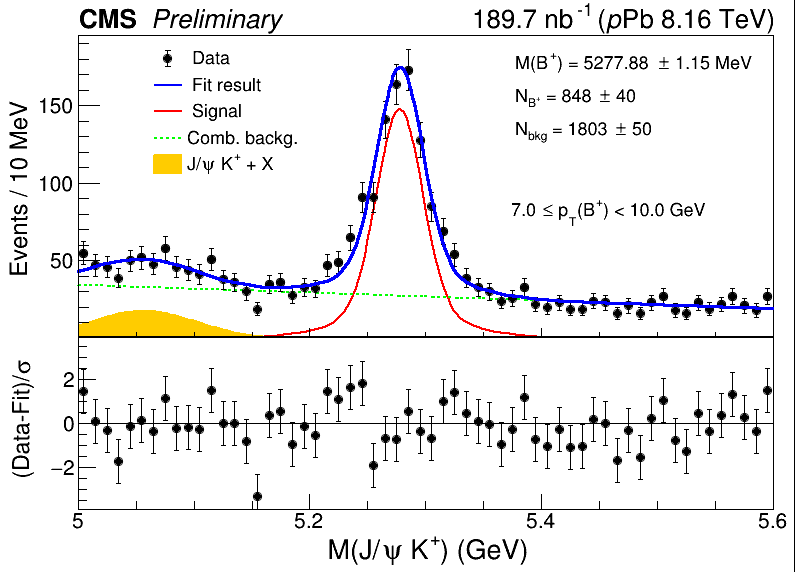 CMS Preliminary 189.7 nb⁻¹ (pPb 8.16 TeV)
Data
Fit result
Signal
Comb. backg.
J/ψ K⁺ + X
M(B⁺) = 5277.88 ± 1.15 MeV
N_B⁺ = 848 ± 40
N_bkg = 1803 ± 50
7.0 ≤ p_T(B⁺) < 10.0 GeV
Events / 10 MeV
150
100
50
(Data-Fit)/σ
2
0
−2
5 5.2 5.4 5.6
M(J/ψ K⁺) (GeV)